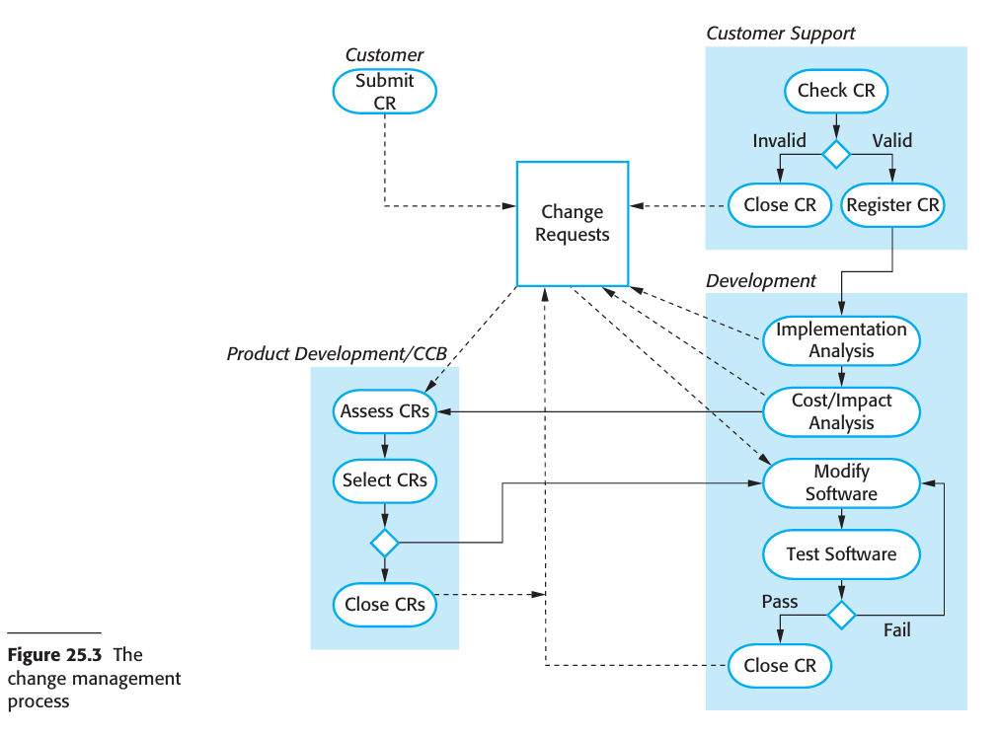 Customer
Submit
CR
Customer Support
Check CR
Invalid
Valid
Close CR
Register CR
Change
Requests
Development
Implementation
Analysis
Cost/Impact
Analysis
Modify
Software
Test Software
Pass
Fail
Close CR
Product Development/CCB
Assess CRs
Select CRs
Close CRs
Figure 25.3 The
change management
process